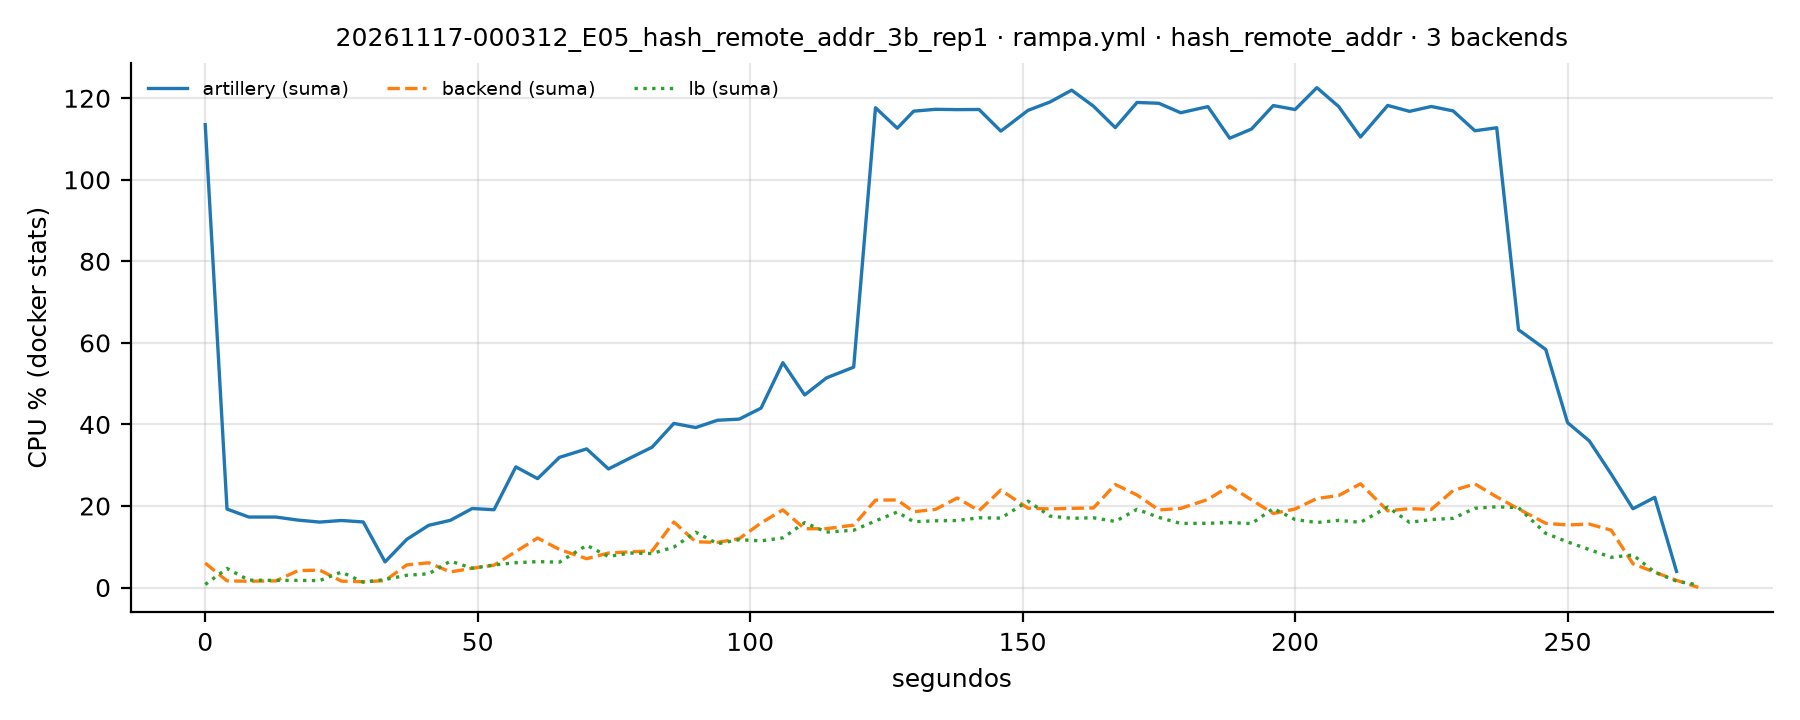 20261117-000312_E05_hash_remote_addr_3b_rep1 · rampa.yml · hash_remote_addr · 3 backends
artillery (suma) backend (suma) lb (suma)
CPU % (docker stats)
120
100
80
60
40
20
0
0 50 100 150 200 250
segundos